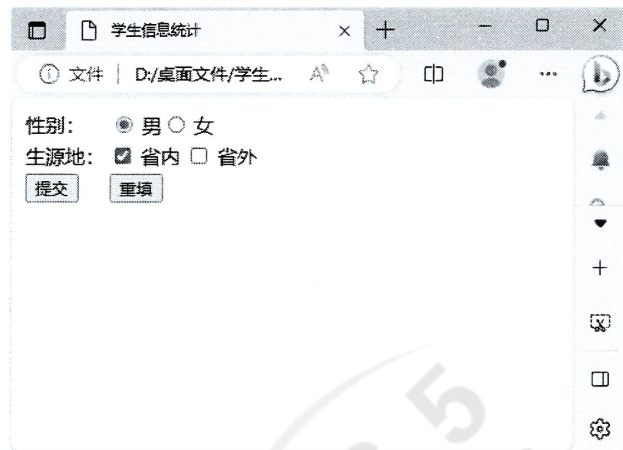 学生信息统计
文件 D:/桌面文件/学生...
性别： 男 女
生源地： 省内 省外
提交 重填
5